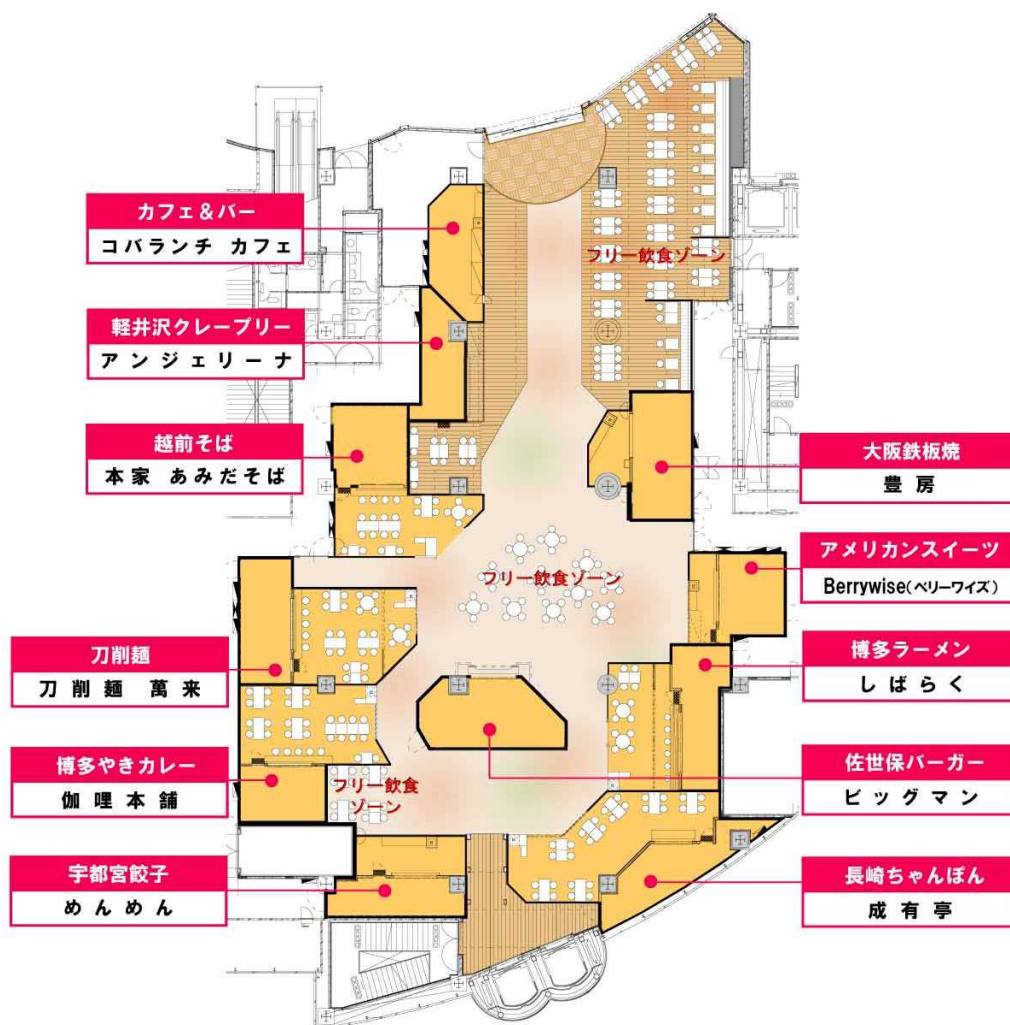 カフェ＆バー
コバランチ カフェ
フリー飲食ゾーン
軽井沢クレープリー
アンジェリーナ
越前そば
本家 あみだそば
大阪鉄板焼
豊房
アメリカンスイーツ
Berrywise(ベリーワイズ)
フリー飲食ゾーン
刀削麺
刀削麺 萬来
博多ラーメン
しばらく
博多やきカレー
伽哩本舗
フリー飲食
ゾーン
佐世保バーガー
ビッグマン
宇都宮餃子
めんめん
長崎ちゃんぽん
成有亭